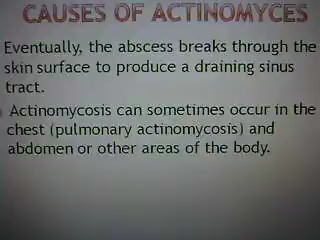 CAUSES OF ACTINOMYCES
Eventually, the abscess breaks through the
skin surface to produce a draining sinus
tract.
Actinomycosis can sometimes occur in the
chest (pulmonary actinomycosis) and
abdomen or other areas of the body.